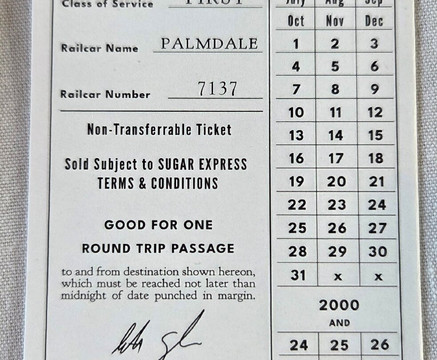 Class of Service FIRST
Railcar Name PALMDALE
Railcar Number 7137
Non-Transferrable Ticket
Sold Subject to SUGAR EXPRESS
TERMS & CONDITIONS
GOOD FOR ONE
ROUND TRIP PASSAGE
to and from destination shown hereon,
which must be reached not later than
midnight of date punched in margin.
July Aug Sep
Oct Nov Dec
1 2 3
4 5 6
7 8 9
10 11 12
13 14 15
16 17 18
19 20 21
22 23 24
25 26 27
28 29 30
31 x x
2000
AND
24 25 26